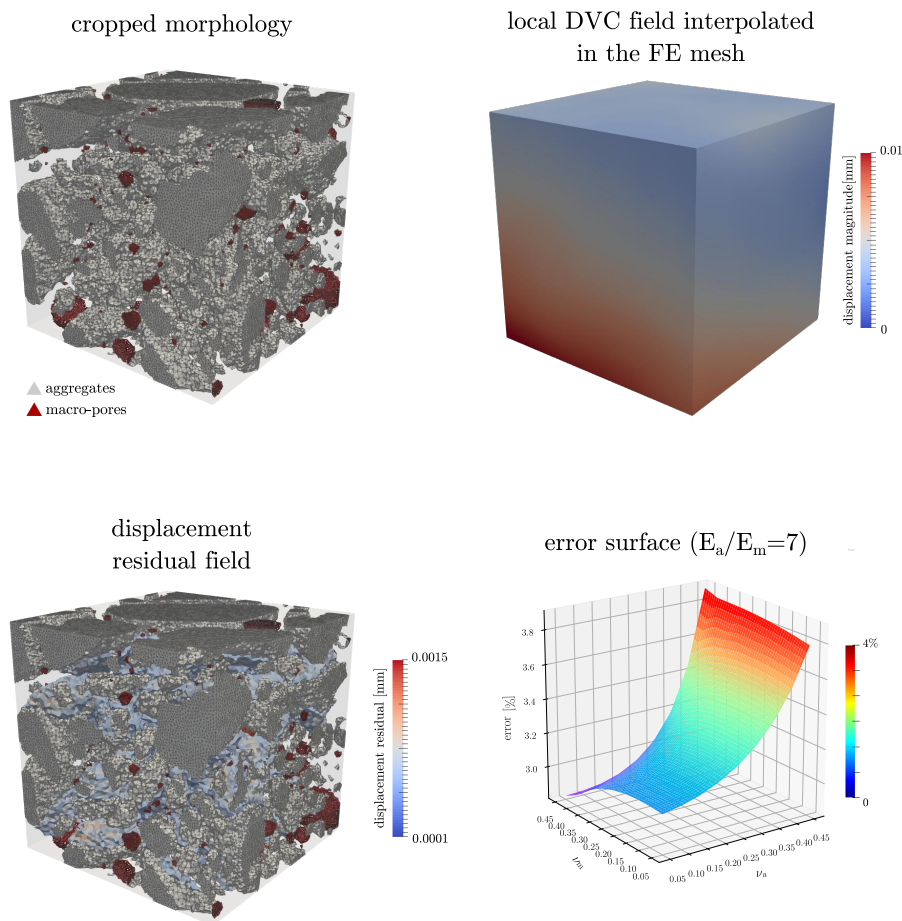 cropped morphology
aggregates
macro-pores
local DVC field interpolated
in the FE mesh
displacement magnitude[mm]
0.01
0
displacement
residual field
displacement residual [mm]
0.0015
0.0001
error surface (Eₐ/Eₘ=7)
error [%]
3.8
3.6
3.4
3.2
3.0
0.45
0.40
0.35
0.30
0.25
0.20
0.15
0.10
0.05
νₘ
0.05
0.10
0.15
0.20
0.25
0.30
0.35
0.40
0.45
νₐ
4%
0